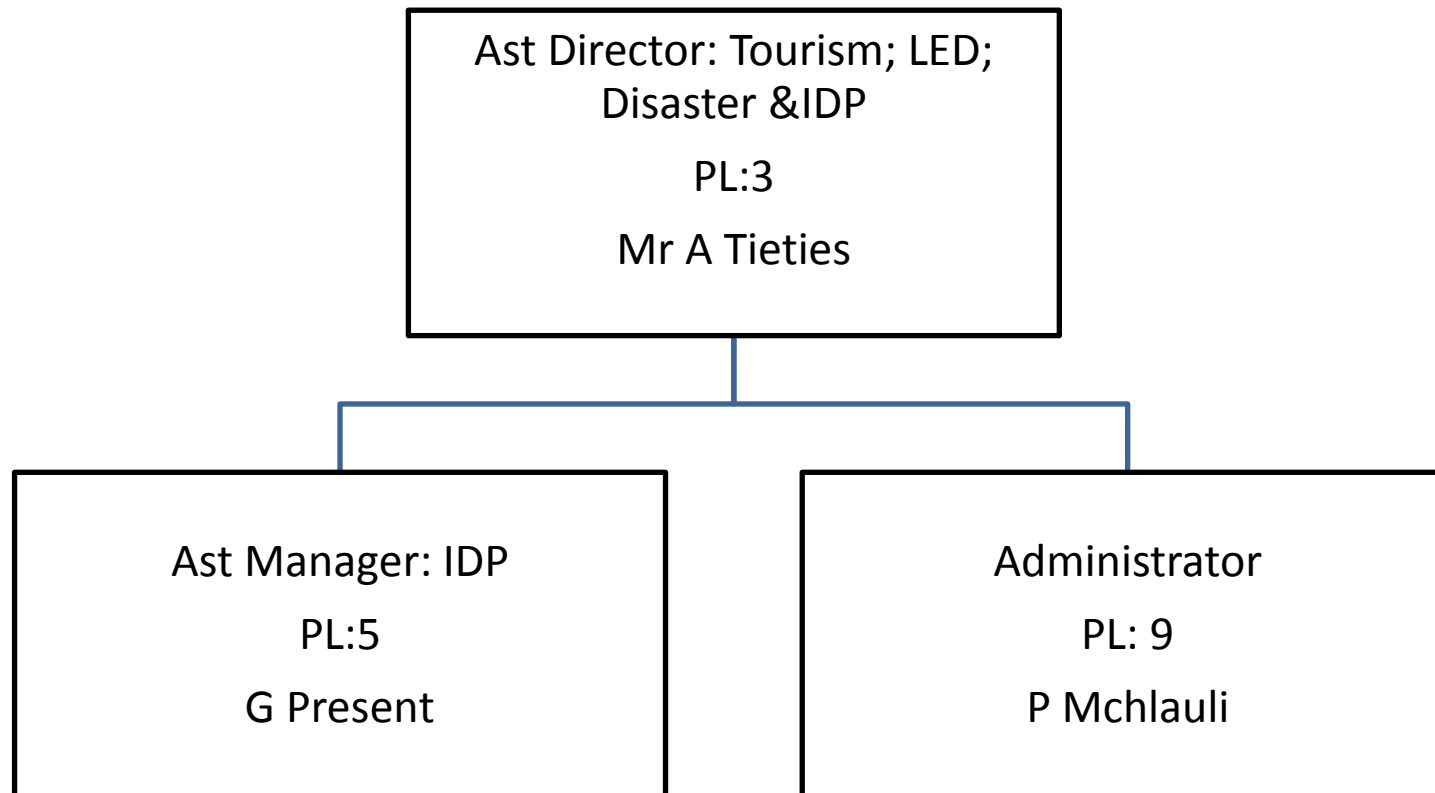 Ast Director: Tourism; LED;
Disaster &IDP
PL:3
Mr A Tieties
Ast Manager: IDP
PL:5
G Present
Administrator
PL: 9
P Mchlauli